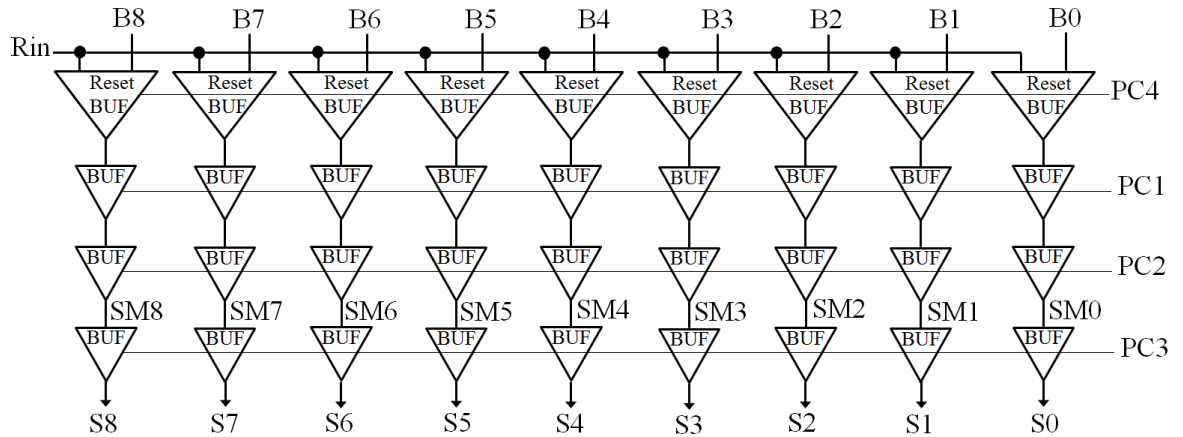 B8 B7 B6 B5 B4 B3 B2 B1 B0
Rin
Reset Reset Reset Reset Reset Reset Reset Reset Reset
BUF BUF BUF BUF BUF BUF BUF BUF BUF PC4
BUF BUF BUF BUF BUF BUF BUF BUF BUF PC1
BUF BUF BUF BUF BUF BUF BUF BUF BUF PC2
SM8 SM7 SM6 SM5 SM4 SM3 SM2 SM1 SM0
BUF BUF BUF BUF BUF BUF BUF BUF BUF PC3
S8 S7 S6 S5 S4 S3 S2 S1 S0